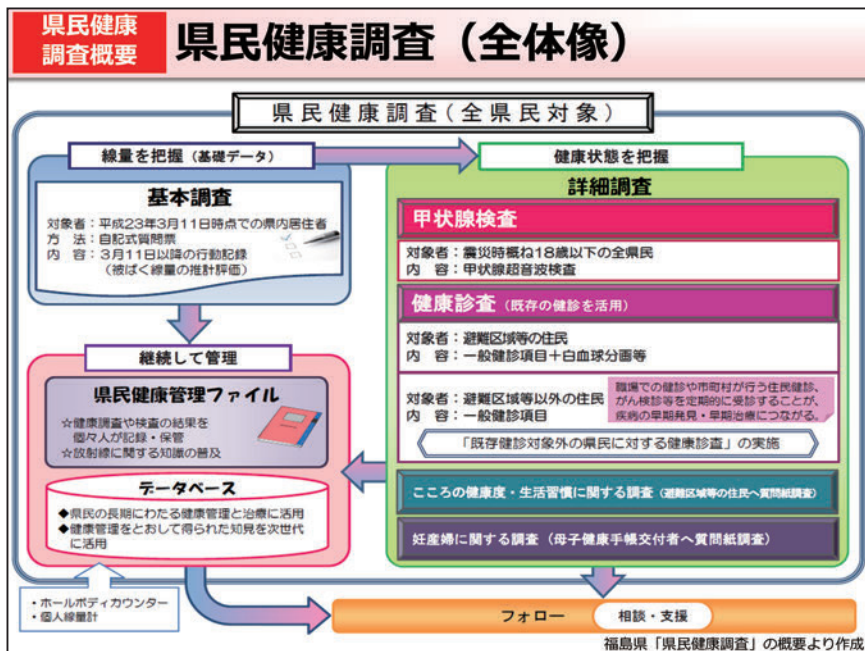 県民健康
調査概要
県民健康調査（全体像）
県民健康調査（全県民対象）
線量を把握（基礎データ）
基本調査
対象者：平成23年3月11日時点での県内居住者
方　法：自記式質問票
内　容：３月11日以降の行動記録
（被ばく線量の推計評価）
継続して管理
県民健康管理ファイル
☆健康調査や検査の結果を
個々人が記録・保管
☆放射線に関する知識の普及
データベース
◆県民の長期にわたる健康管理と治療に活用
◆健康管理をとおして得られた知見を次世代
に活用
・ホールボディカウンター
・個人線量計
健康状態を把握
詳細調査
甲状腺検査
対象者：震災時概ね18歳以下の全県民
内　容：甲状腺超音波検査
健康診査（既存の健診を活用）
対象者：避難区域等の住民
内　容：一般健診項目＋白血球分画等
対象者：避難区域等以外の住民
内　容：一般健診項目
職場での健診や市町村が行う住民健診、
がん検診等を定期的に受診することが、
疾病の早期発見・早期治療につながる。
「既存健診対象外の県民に対する健康診査」の実施
こころの健康度・生活習慣に関する調査（避難区域等の住民へ質問紙調査）
妊産婦に関する調査（母子健康手帳交付者へ質問紙調査）
フォロー　相談・支援
福島県「県民健康調査」の概要より作成